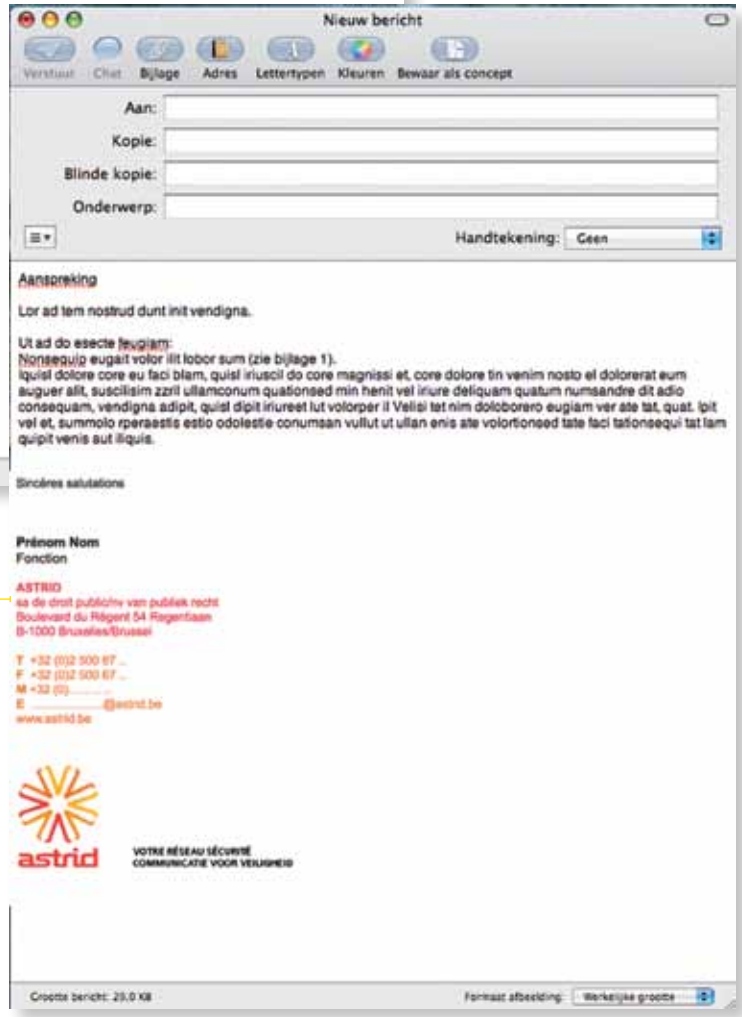 Nieuw bericht
Verstuur Chat Bijlage Adres Lettertypen Kleuren Bewaar als concept
Aan:
Kopie:
Blinde kopie:
Onderwerp:
Handtekening: Geen
Aanspreking
Lor ad tem nostrud dunt init vendigna.
Ut ad do esecte feugiam:
Nonsequip eugait volor ilit lobor sum (zie bijlage 1).
Iquisl dolore core eu faci blam, quisl iriuscil do core magnissi et, core dolore tin venim nosto el dolorerat eum
auguer alit, suscilisim zzril ullamconum quationsed min henit vel iriure deliquam quatum numsandre dit adio
consequam, vendigna adipit, quisl dipit iriureet lut volorper il Velisi tet nim doloborero eugiam ver ate tat, quat. Ipit
vel et, summolo rperaestis estio odolestie conumsan vullut ut ullan enis ate volortionsed tate faci tationsequi tat lam
quipit venis aut iliquis.
Sincères salutations
Prénom Nom
Fonction
ASTRID
sa de droit public/nv van publiek recht
Boulevard du Régent 54 Regentlaan
B-1000 Bruxelles/Brussel
T +32 (0)2 500 67 ..
F +32 (0)2 500 67 ..
M +32 (0)...........
E ....................@astrid.be
www.astrid.be
astrid
VOTRE RÉSEAU SÉCURITÉ
COMMUNICATIE VOOR VEILIGHEID
Grootte bericht: 29,0 KB Formaat afbeelding: Werkelijke grootte